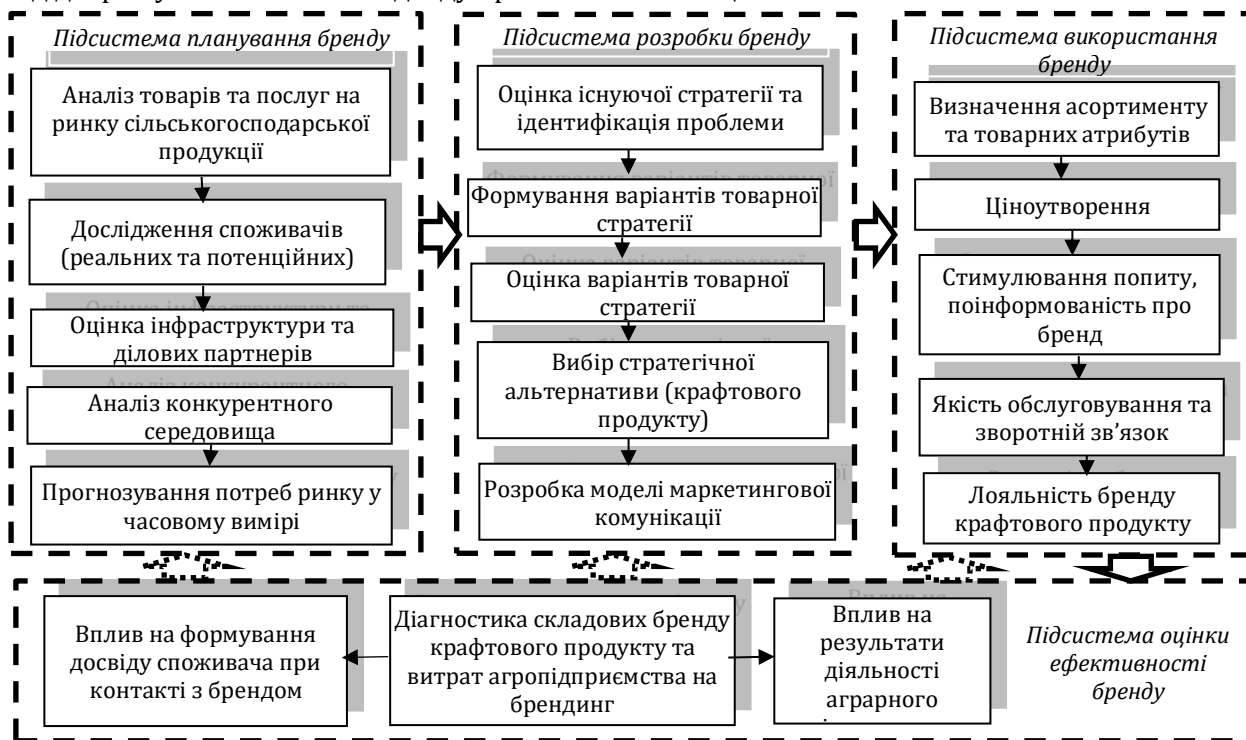 Підсистема планування бренду
Аналіз товарів та послуг на
ринку сільськогосподарської
продукції
Дослідження споживачів
(реальних та потенційних)
Оцінка інфраструктури та
ділових партнерів
Аналіз конкурентного
середовища
Прогнозування потреб ринку у
часовому вимірі
Підсистема розробки бренду
Оцінка існуючої стратегії та
ідентифікація проблеми
Формування варіантів товарної
стратегії
Оцінка варіантів товарної
стратегії
Вибір стратегічної
альтернативи (крафтового
продукту)
Розробка моделі маркетингової
комунікації
Підсистема використання
бренду
Визначення асортименту
та товарних атрибутів
Ціноутворення
Стимулювання попиту,
поінформованість про
бренд
Якість обслуговування та
зворотній зв’язок
Лояльність бренду
крафтового продукту
Вплив на формування
досвіду споживача при
контакті з брендом
Діагностика складових бренду
крафтового продукту та
витрат агропідприємства на
брендинг
Вплив на
результати
діяльності
аграрного
Підсистема оцінки
ефективності
бренду